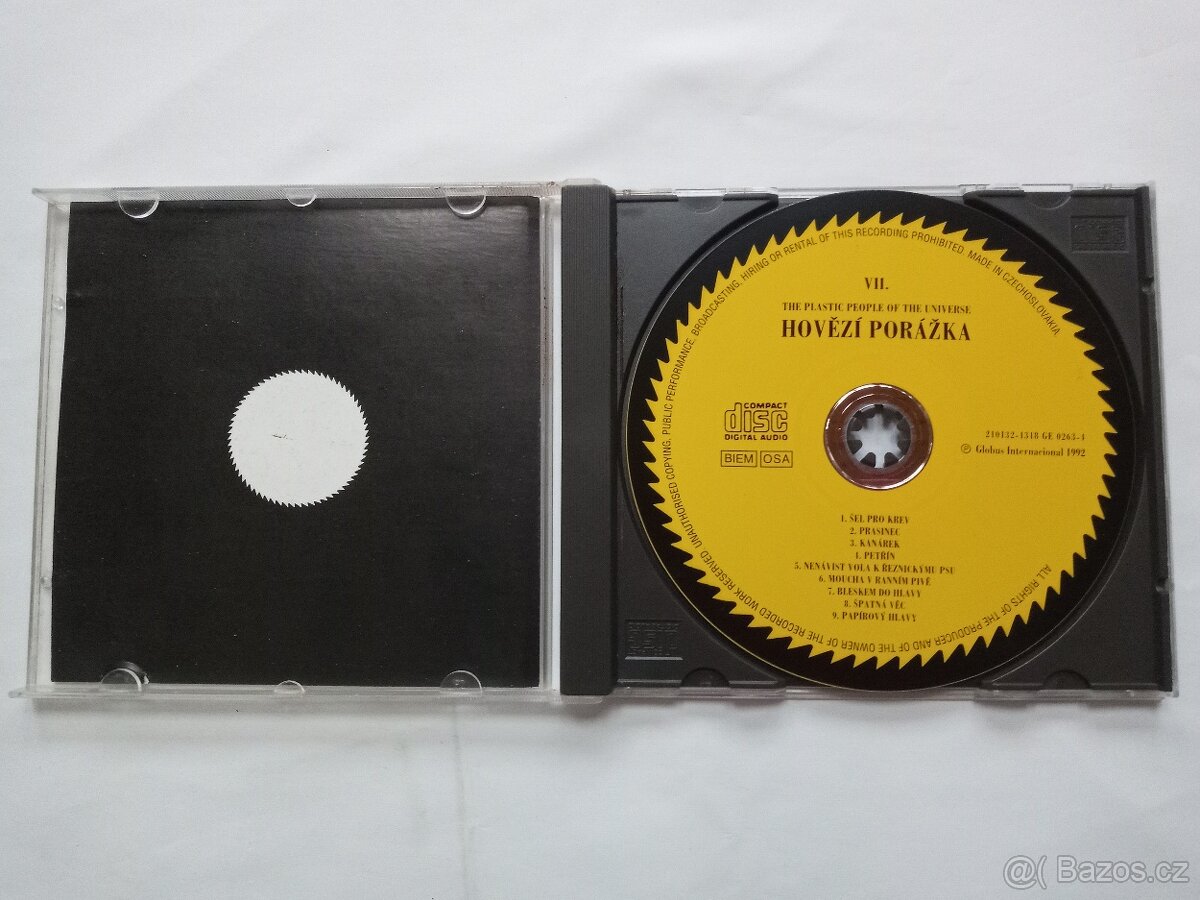 VII.
THE PLASTIC PEOPLE OF THE UNIVERSE
HOVĚZÍ PORÁŽKA
COMPACT
disc
DIGITAL AUDIO
BIEM OSA
210132-1318 GE 0263-1
℗ Globus Internacional 1992
1. ŠEL PRO KREV
2. PRASINEC
3. KANÁREK
4. PETŘÍN
5. NENÁVIST VOLA K ŘEZNICKÝMU PSU
6. MOUCHA V RANNÍM PIVĚ
7. BLESKEM DO HLAVY
8. ŠPATNÁ VĚC
9. PAPÍROVÝ HLAVY
ALL RIGHTS OF THE PRODUCER AND OF THE OWNER OF THE RECORDED WORK RESERVED. UNAUTHORISED COPYING. PUBLIC PERFORMANCE. BROADCASTING. HIRING OR RENTAL OF THIS RECORDING PROHIBITED. MADE IN CZECHOSLOVAKIA.
@( Bazos.cz